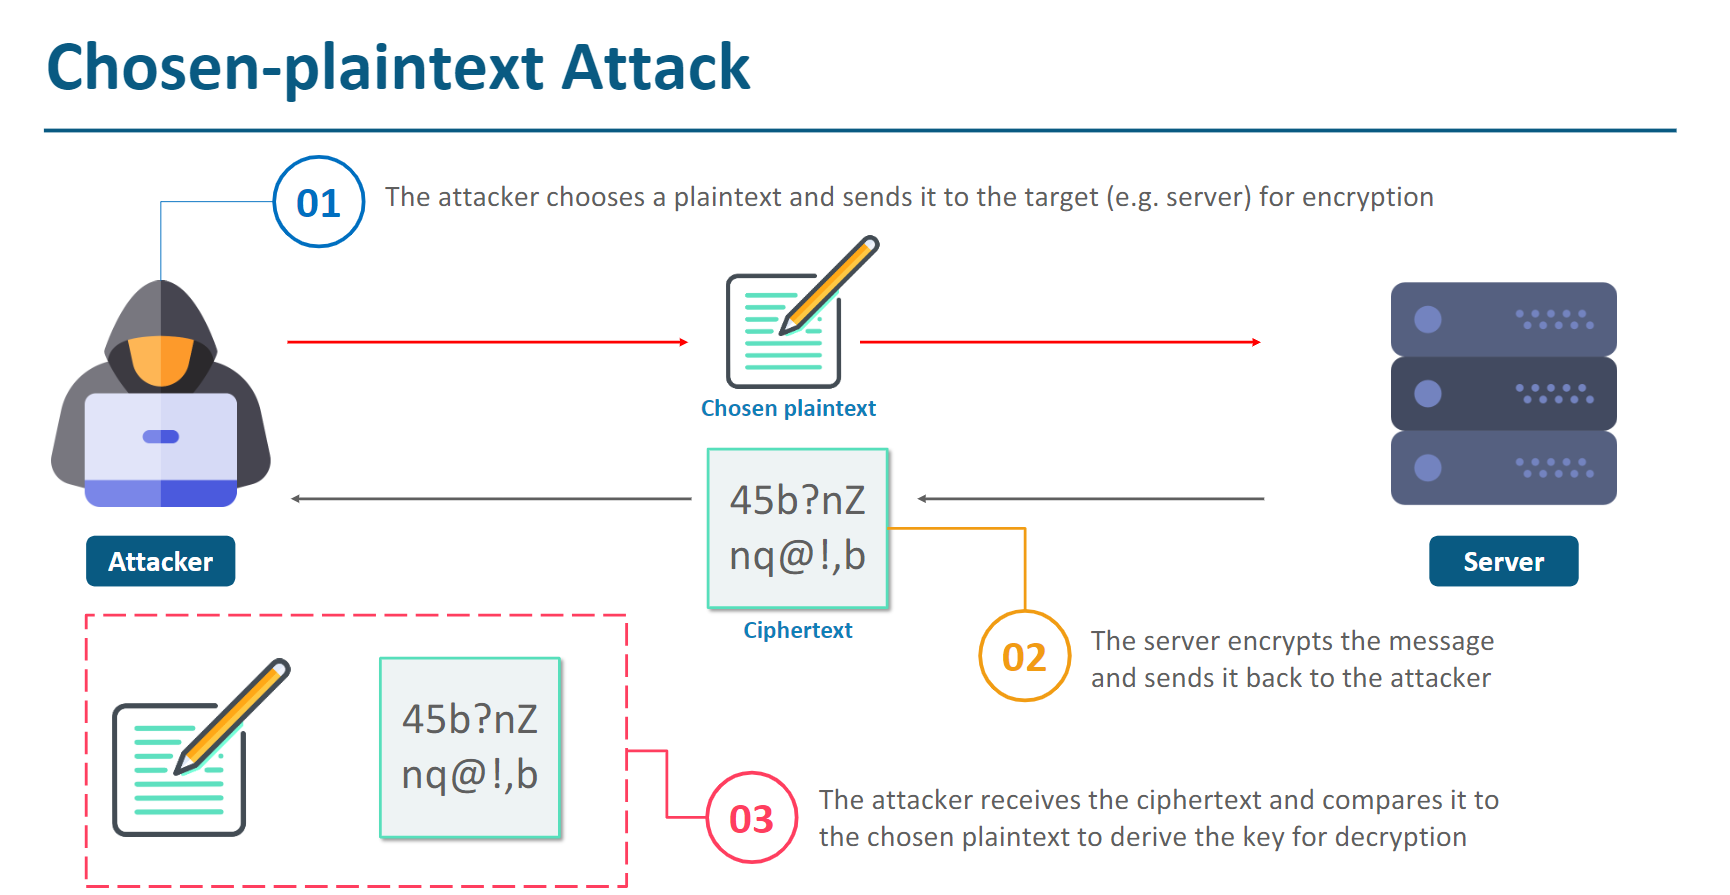 Chosen-plaintext Attack
01
The attacker chooses a plaintext and sends it to the target (e.g. server) for encryption
Chosen plaintext
45b?nZ
nq@!,b
Ciphertext
Attacker
Server
02
The server encrypts the message
and sends it back to the attacker
45b?nZ
nq@!,b
03
The attacker receives the ciphertext and compares it to
the chosen plaintext to derive the key for decryption